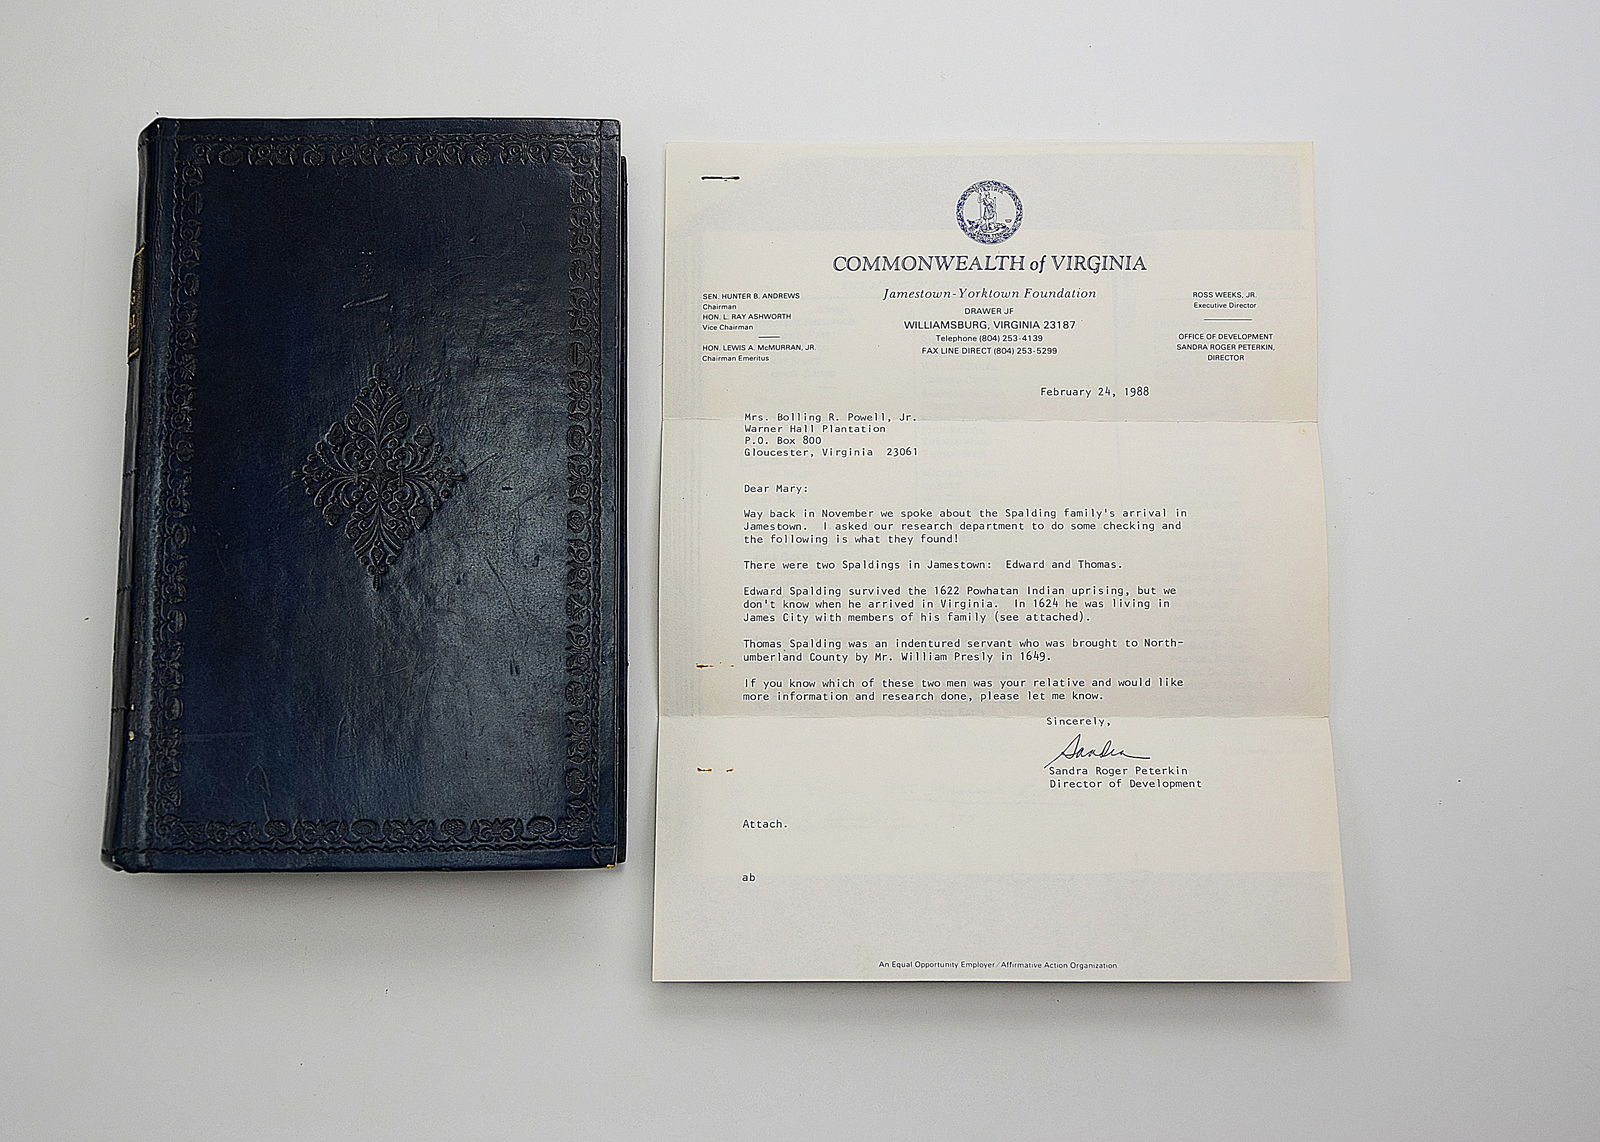 VIRGINIA
COMMONWEALTH of VIRGINIA
Jamestown-Yorktown Foundation
DRAWER JF
WILLIAMSBURG, VIRGINIA 23187
Telephone (804) 253-4139
FAX LINE DIRECT (804) 253-5299
SEN. HUNTER B. ANDREWS
Chairman
HON. L. RAY ASHWORTH
Vice Chairman
HON. LEWIS A. McMURRAN, JR.
Chairman Emeritus
ROSS WEEKS, JR.
Executive Director
OFFICE OF DEVELOPMENT
SANDRA ROGER PETERKIN,
DIRECTOR
February 24, 1988
Mrs. Bolling R. Powell, Jr.
Warner Hall Plantation
P.O. Box 800
Gloucester, Virginia 23061
Dear Mary:
Way back in November we spoke about the Spalding family's arrival in
Jamestown. I asked our research department to do some checking and
the following is what they found!
There were two Spaldings in Jamestown: Edward and Thomas.
Edward Spalding survived the 1622 Powhatan Indian uprising, but we
don't know when he arrived in Virginia. In 1624 he was living in
James City with members of his family (see attached).
Thomas Spalding was an indentured servant who was brought to North-
umberland County by Mr. William Presly in 1649.
If you know which of these two men was your relative and would like
more information and research done, please let me know.
Sincerely,
Sandra
Sandra Roger Peterkin
Director of Development
Attach.
ab
An Equal Opportunity Employer/Affirmative Action Organization